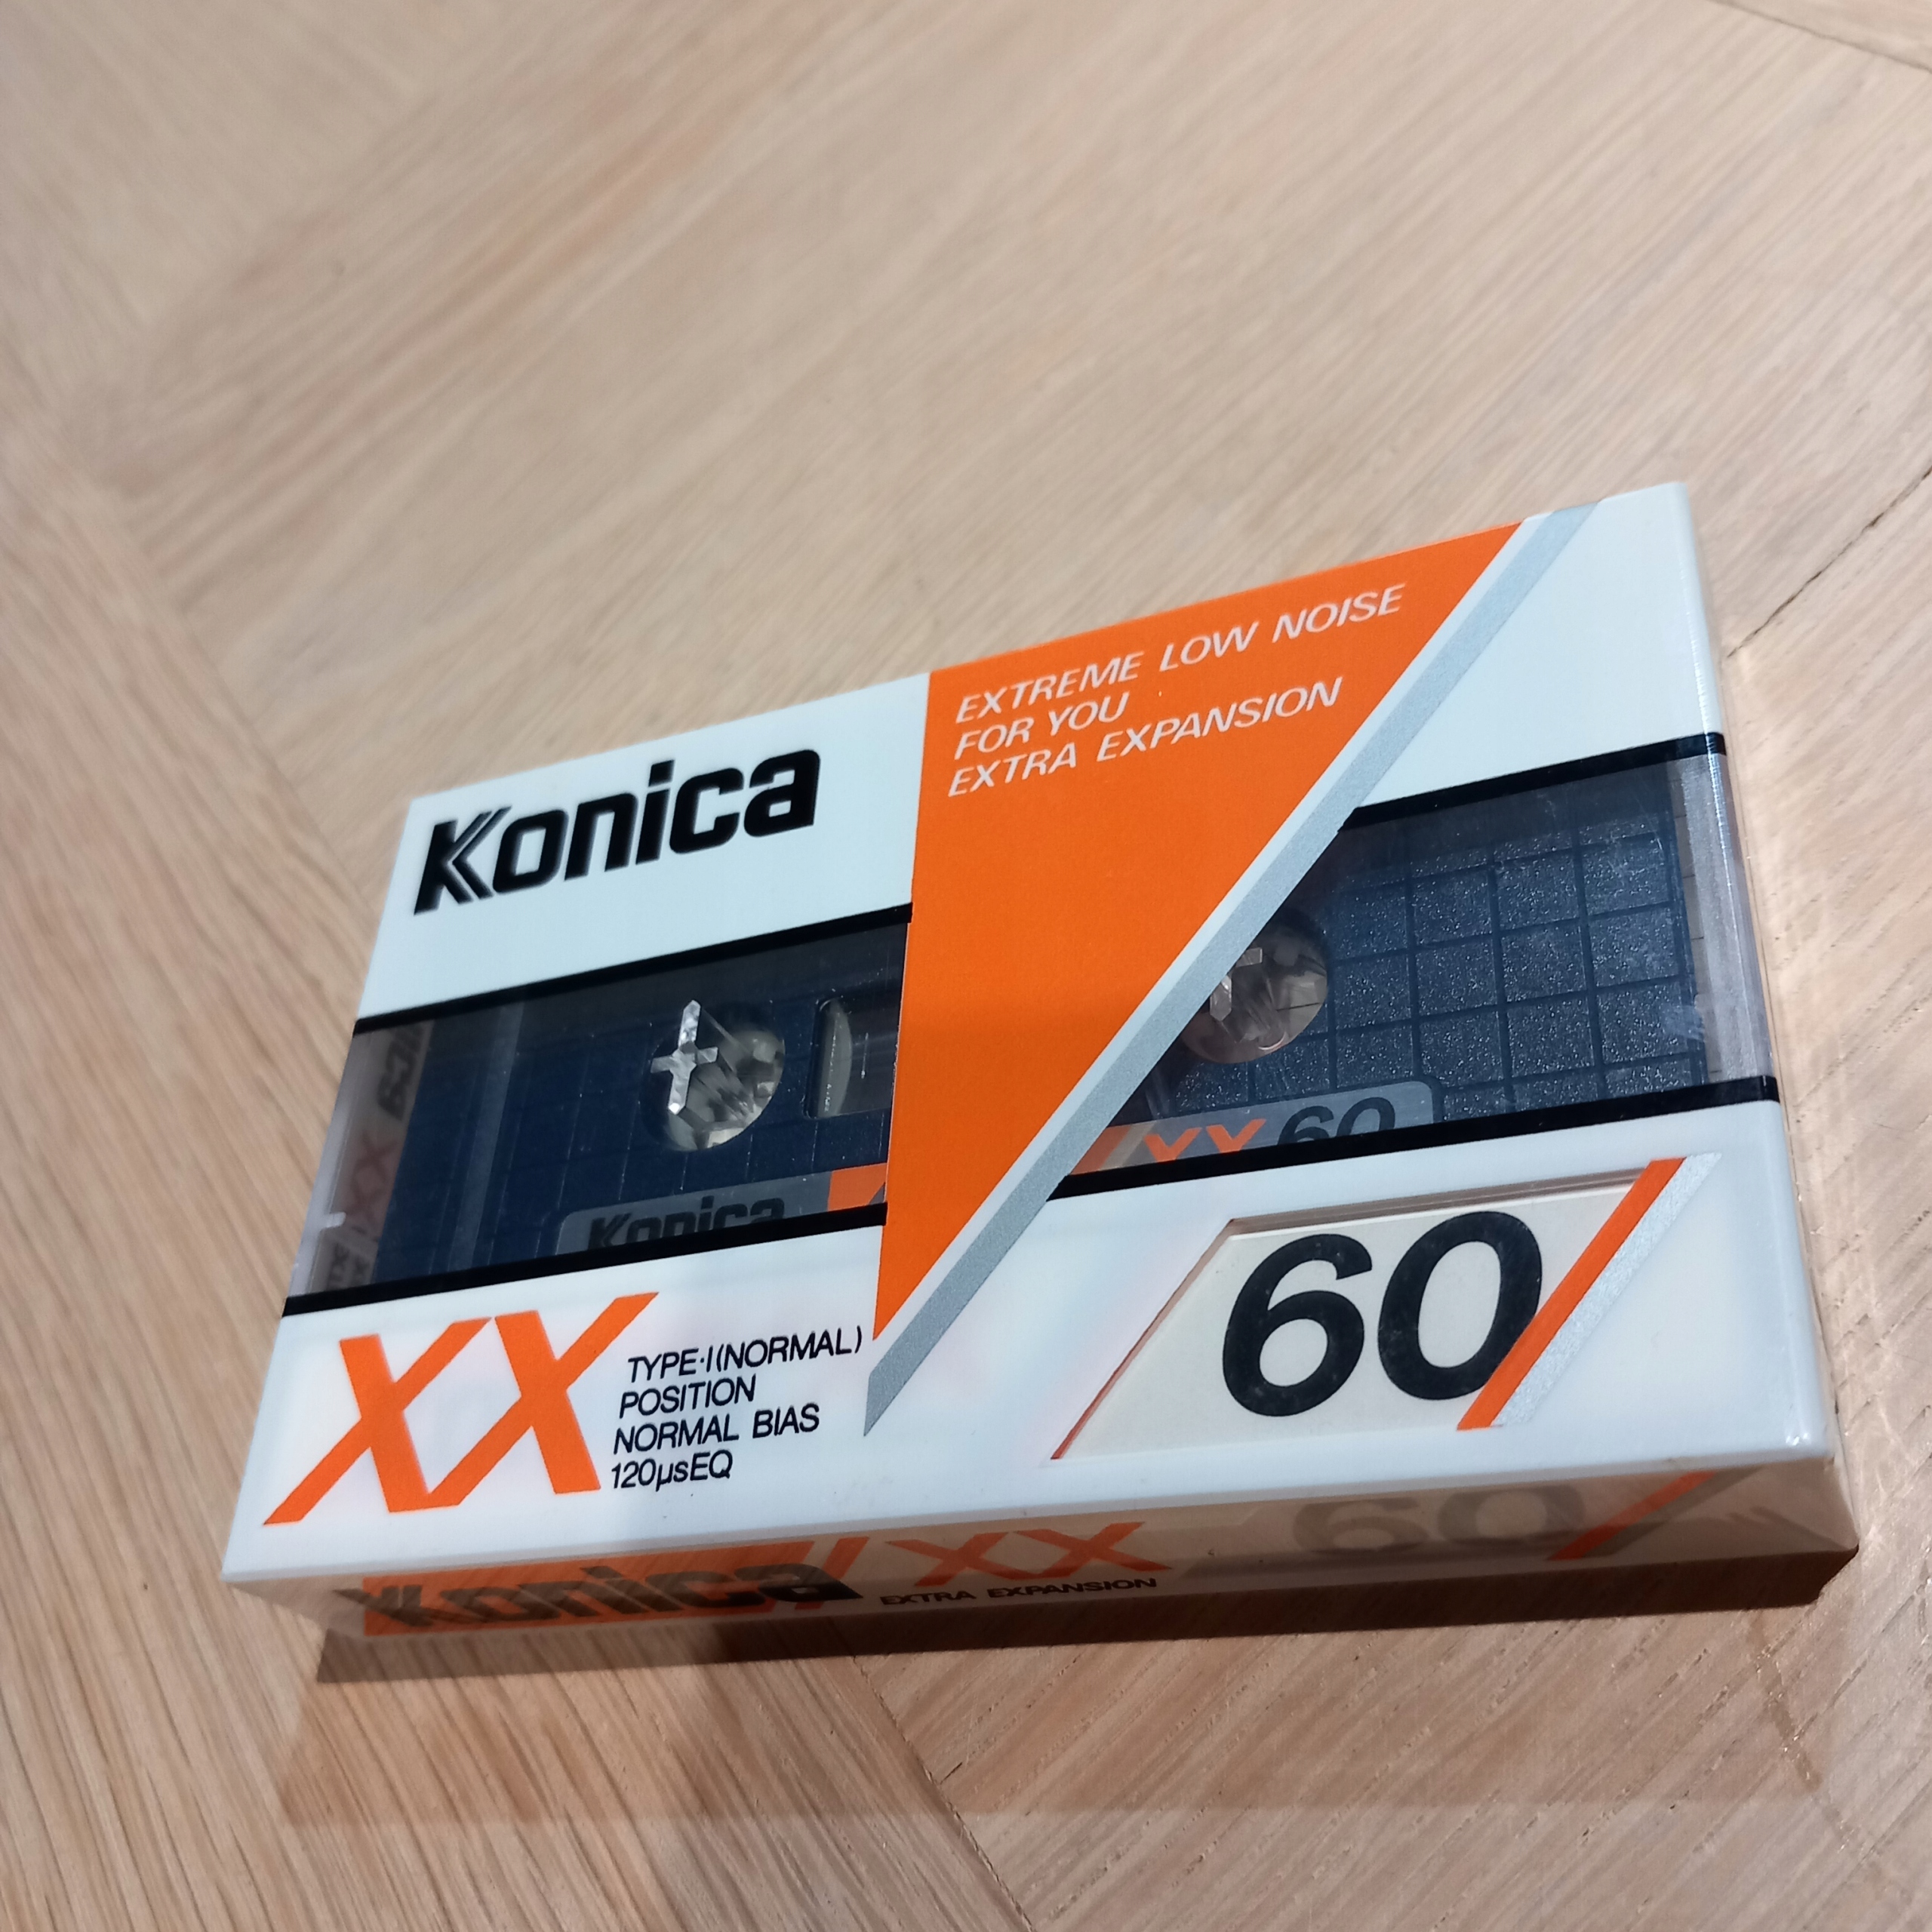 Konica
EXTREME LOW NOISE
FOR YOU
EXTRA EXPANSION
Konica
XX 60
XX
TYPE·I(NORMAL)
POSITION
NORMAL BIAS
120µsEQ
60
Konica XX 60
EXTRA EXPANSION